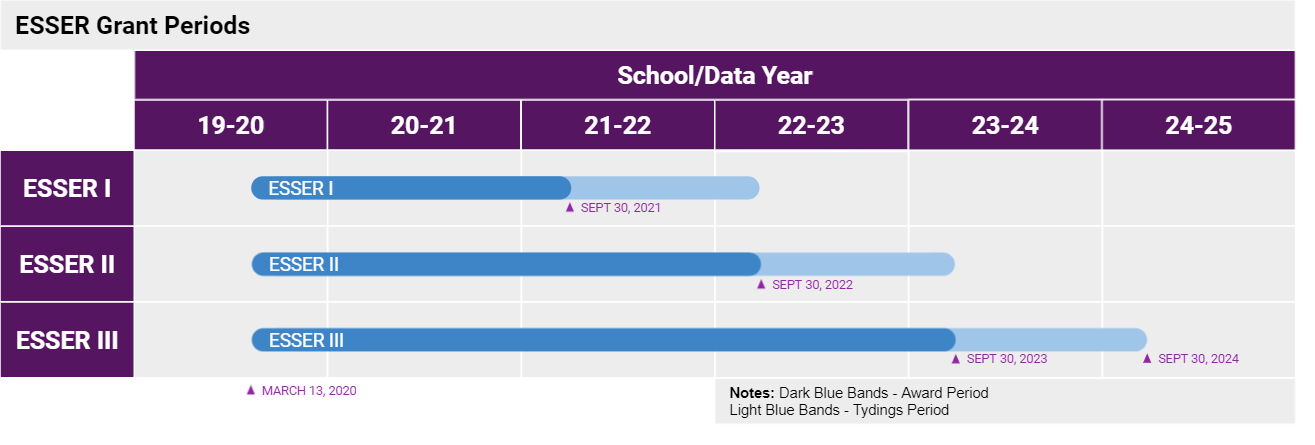 ESSER Grant Periods
School/Data Year
19-20 20-21 21-22 22-23 23-24 24-25
ESSER I ESSER I
SEPT 30, 2021
ESSER II ESSER II
SEPT 30, 2022
ESSER III ESSER III
SEPT 30, 2023 SEPT 30, 2024
MARCH 13, 2020
Notes: Dark Blue Bands - Award Period
Light Blue Bands - Tydings Period